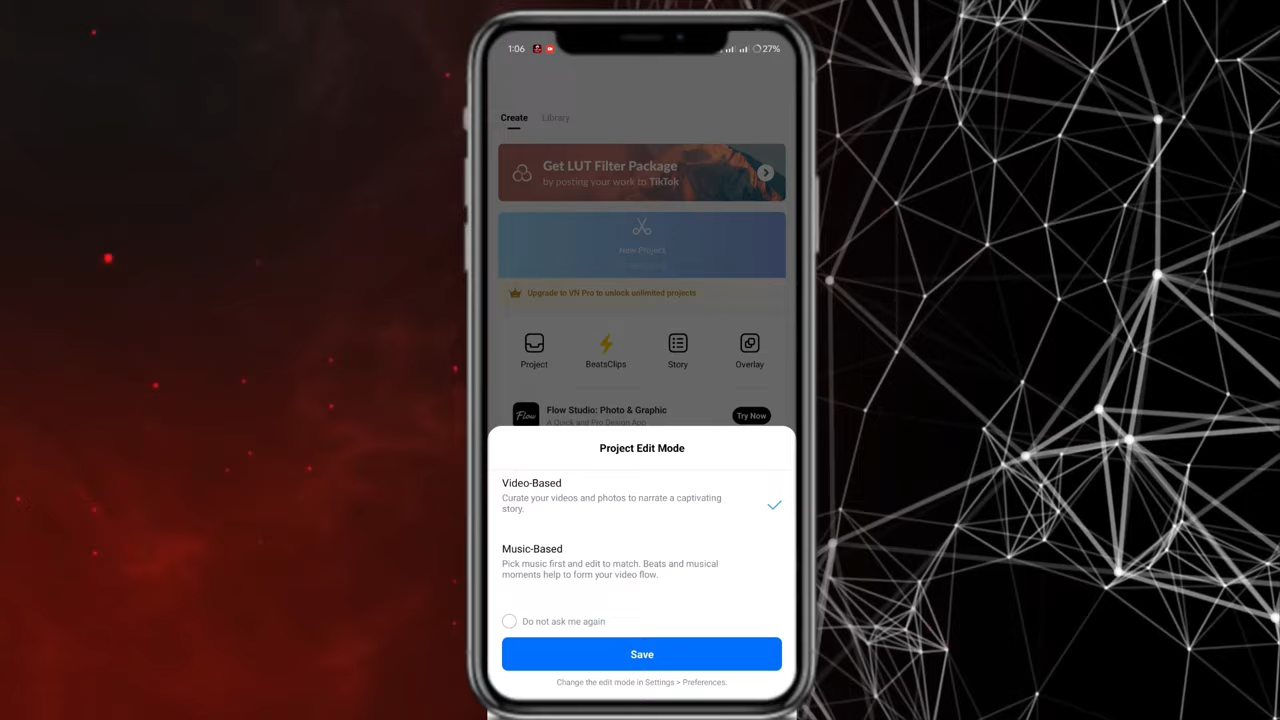 1:06
27%
Create
Library
Get LUT Filter Package
by posting your work to TikTok
New Project
Upgrade to VN Pro to unlock unlimited projects
Project
BeatsClips
Story
Overlay
Flow
Flow Studio: Photo & Graphic
A Quick and Pro Design App
Try Now
Project Edit Mode
Video-Based
Curate your videos and photos to narrate a captivating
story.
Music-Based
Pick music first and edit to match. Beats and musical
moments help to form your video flow.
Do not ask me again
Save
Change the edit mode in Settings > Preferences.